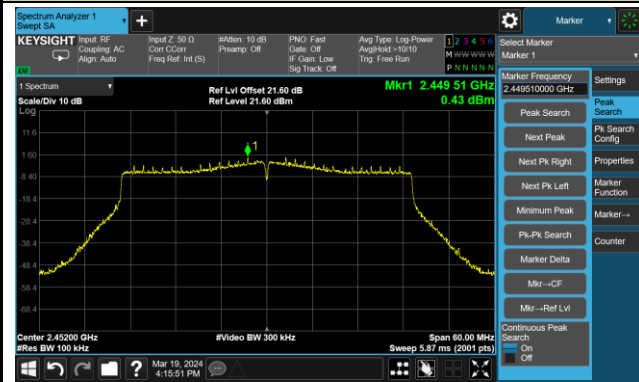 Spectrum Analyzer 1
Swept SA
Marker
KEYSIGHT
Input: RF
Coupling: AC
Align: Auto
Input Z: 50 Ω
Corr CCorr
Freq Ref: Int (S)
#Atten: 10 dB
Preamp: Off
PNO: Fast
Gate: Off
IF Gain: Low
Sig Track: Off
Avg Type: Log-Power
Avg|Hold:>10/10
Trig: Free Run
1 2 3 4 5 6
M W W W W W
P N N N N N
LXI
Select Marker
Marker 1
1 Spectrum
Scale/Div 10 dB
Log
Ref Lvl Offset 21.60 dB
Ref Level 21.60 dBm
Mkr1 2.449 51 GHz
0.43 dBm
11.6
1.60
-8.40
-18.4
-28.4
-38.4
-48.4
-58.4
-68.4
1
Center 2.45200 GHz
#Res BW 100 kHz
#Video BW 300 kHz
Span 60.00 MHz
Sweep 5.87 ms (2001 pts)
Marker Frequency
2.449510000 GHz
Peak Search
Next Peak
Next Pk Right
Next Pk Left
Minimum Peak
Pk-Pk Search
Marker Delta
Mkr→CF
Mkr→Ref Lvl
Continuous Peak
Search
On
Off
Settings
Peak
Search
Pk Search
Config
Properties
Marker
Function
Marker→
Counter
Mar 19, 2024
4:15:51 PM